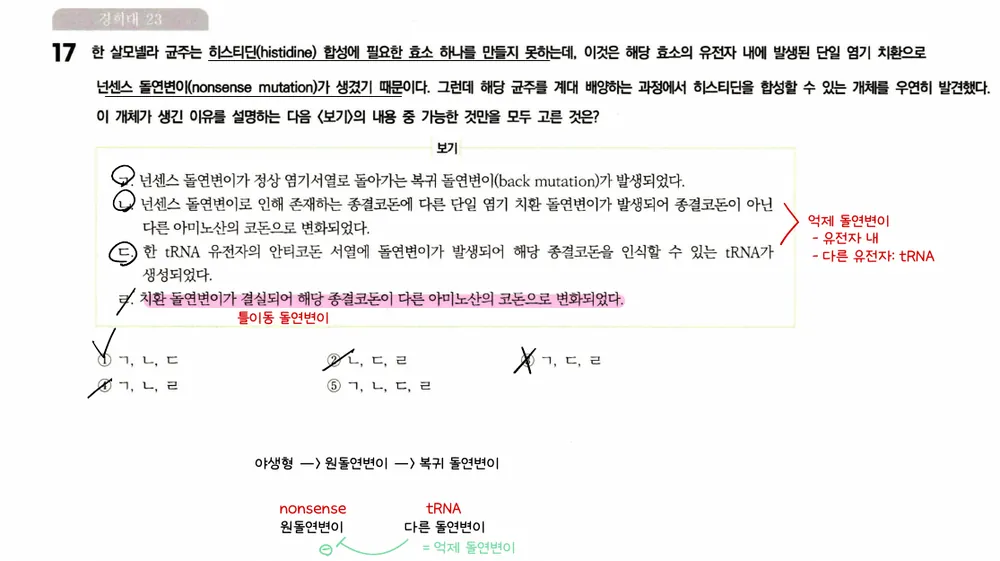 경희대 23
17 한 살모넬라 균주는 히스티딘(histidine) 합성에 필요한 효소 하나를 만들지 못하는데, 이것은 해당 효소의 유전자 내에 발생된 단일 염기 치환으로
넌센스 돌연변이(nonsense mutation)가 생겼기 때문이다. 그런데 해당 균주를 계대 배양하는 과정에서 히스티딘을 합성할 수 있는 개체를 우연히 발견했다.
이 개체가 생긴 이유를 설명하는 다음 <보기>의 내용 중 가능한 것만을 모두 고른 것은?
보기
ㄱ. 넌센스 돌연변이가 정상 염기서열로 돌아가는 복귀 돌연변이(back mutation)가 발생되었다.
ㄴ. 넌센스 돌연변이로 인해 존재하는 종결코돈에 다른 단일 염기 치환 돌연변이가 발생되어 종결코돈이 아닌
다른 아미노산의 코돈으로 변화되었다.
ㄷ. 한 tRNA 유전자의 안티코돈 서열에 돌연변이가 발생되어 해당 종결코돈을 인식할 수 있는 tRNA가
생성되었다.
ㄹ. 치환 돌연변이가 결실되어 해당 종결코돈이 다른 아미노산의 코돈으로 변화되었다.
틀이동 돌연변이
억제 돌연변이
- 유전자 내
- 다른 유전자: tRNA
① ㄱ, ㄴ, ㄷ
② ㄴ, ㄷ, ㄹ
③ ㄱ, ㄷ, ㄹ
④ ㄱ, ㄴ, ㄹ
⑤ ㄱ, ㄴ, ㄷ, ㄹ
야생형 —> 원돌연변이 —> 복귀 돌연변이
nonsense tRNA
원돌연변이 다른 돌연변이
⊖ = 억제 돌연변이